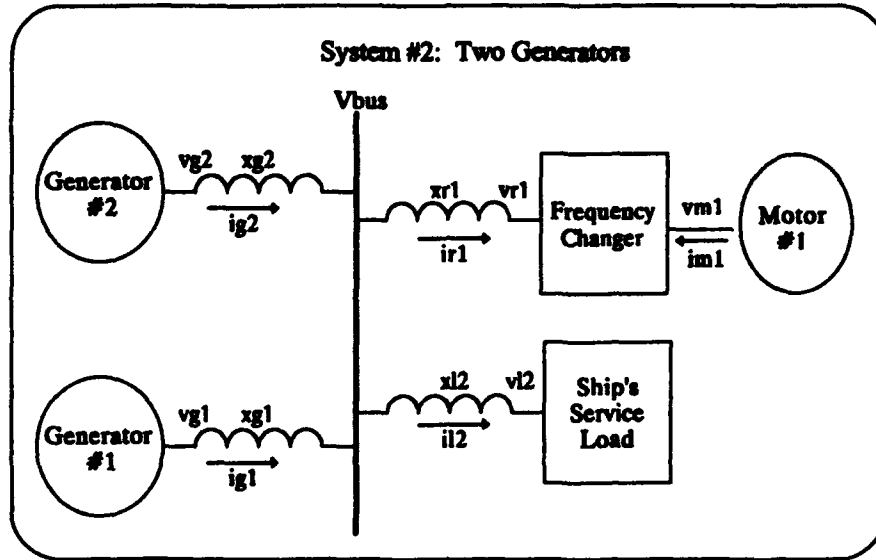 System #2: Two Generators
Vbus
Generator
#2
vg2
xg2
ig2
xr1
vr1
ir1
Frequency
Changer
vm1
im1
Motor
#1
Generator
#1
vg1
xg1
ig1
xl2
vl2
il2
Ship's
Service
Load